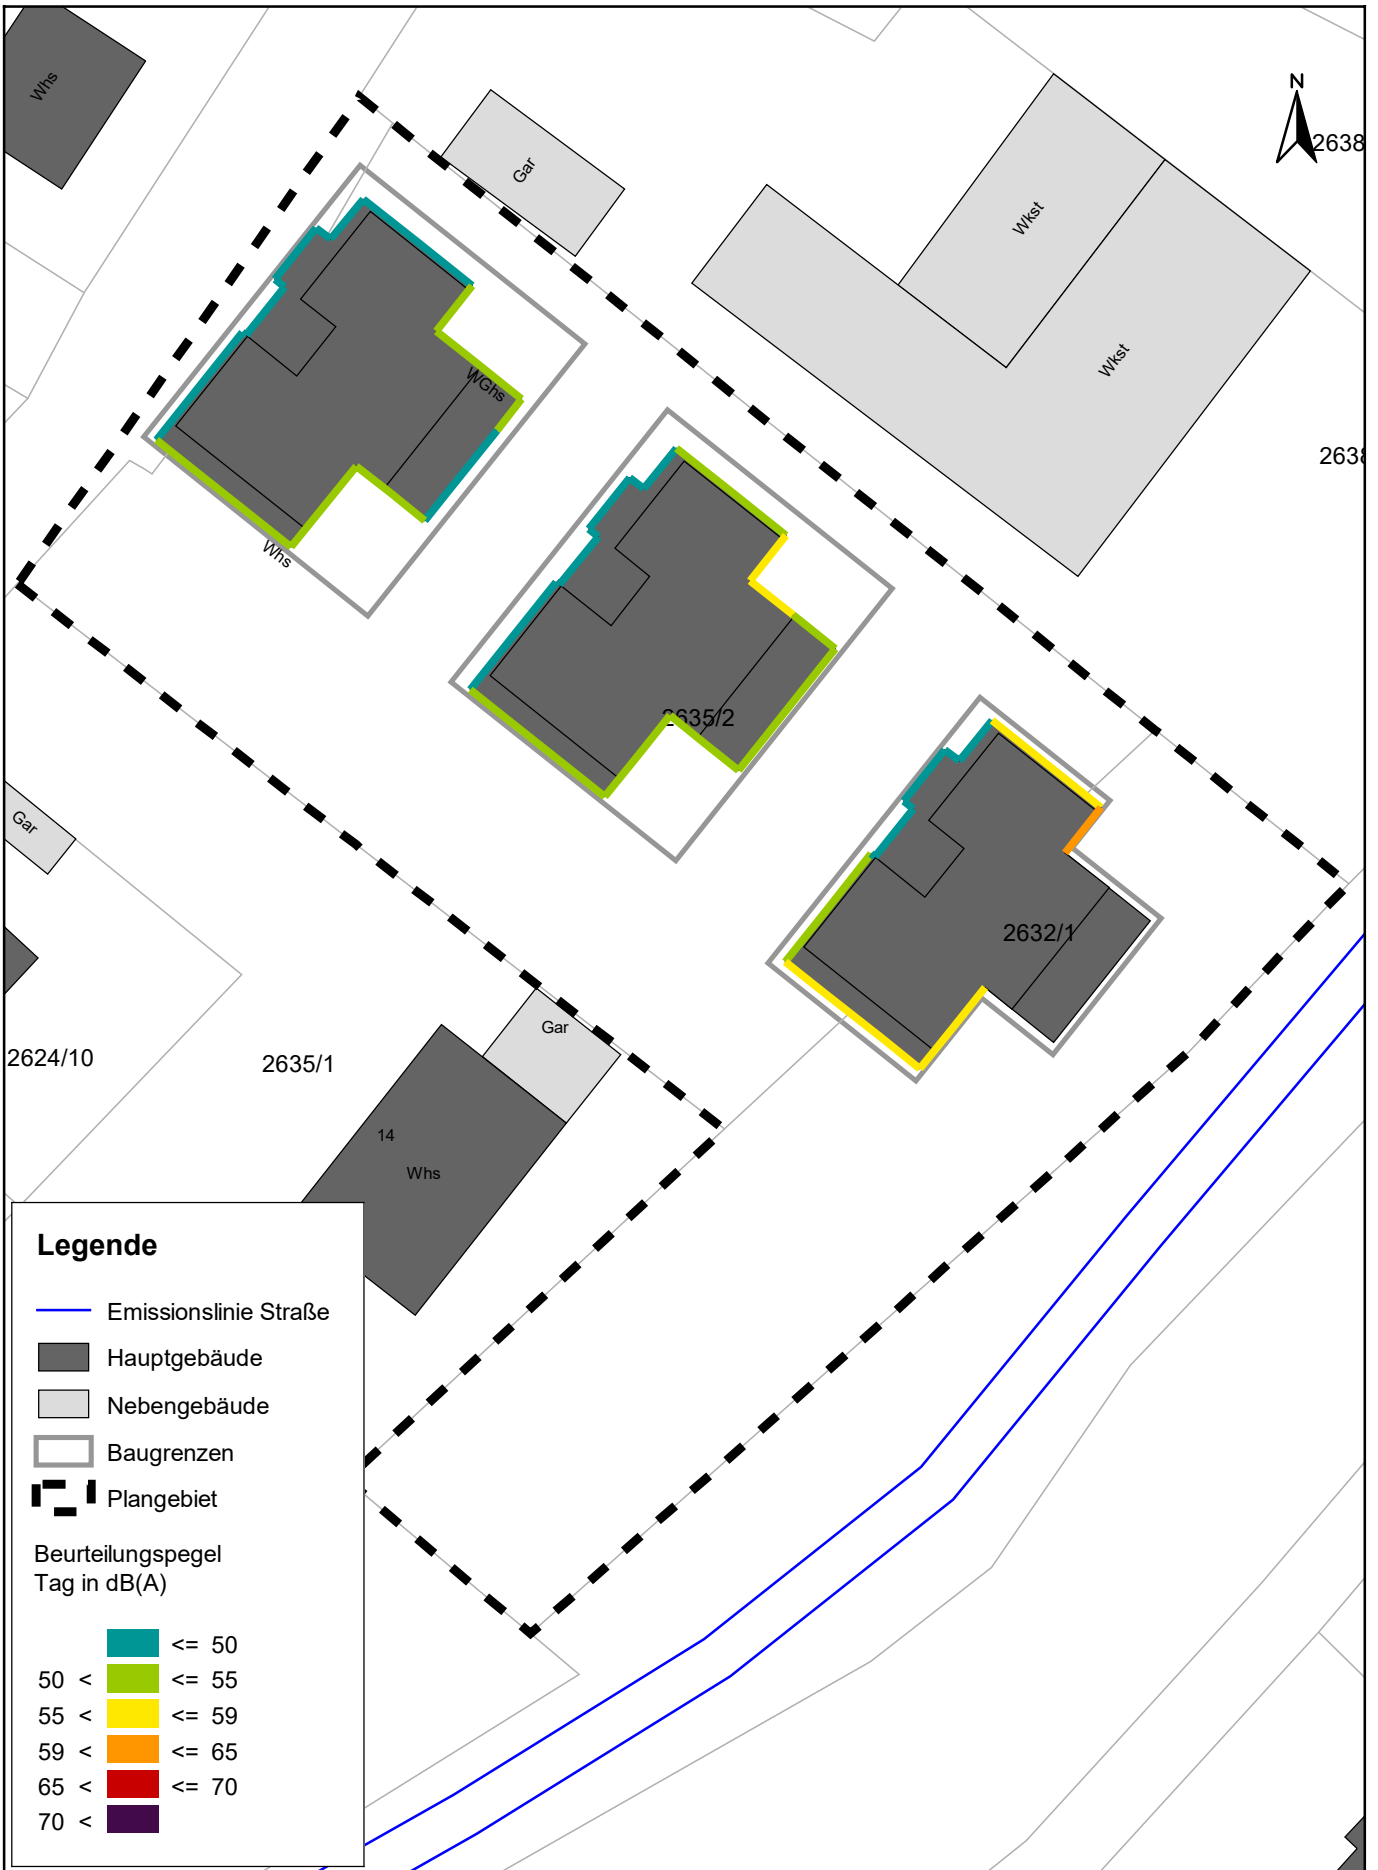 Whs
N
2638
Gar
Wkst
Wkst
WGhs
2638
Whs
2635/2
Gar
2632/1
Gar
2624/10
2635/1
14
Whs
Legende
Emissionslinie Straße
Hauptgebäude
Nebengebäude
Baugrenzen
Plangebiet
Beurteilungspegel
Tag in dB(A)
<= 50
50 < <= 55
55 < <= 59
59 < <= 65
65 < <= 70
70 <